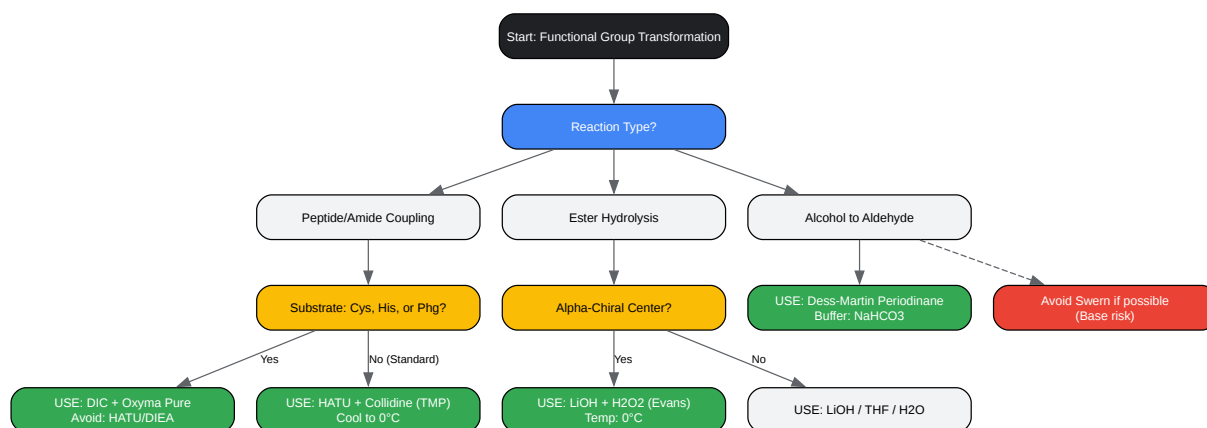 Start: Functional Group Transformation
Reaction Type?
Peptide/Amide Coupling
Ester Hydrolysis
Alcohol to Aldehyde
Substrate: Cys, His, or Phg?
Alpha-Chiral Center?
USE: Dess-Martin Periodinane
Buffer: NaHCO3
Avoid Swern if possible
(Base risk)
Yes
No (Standard)
Yes
No
USE: DIC + Oxyma Pure
Avoid: HATU/DIEA
USE: HATU + Collidine (TMP)
Cool to 0°C
USE: LiOH + H2O2 (Evans)
Temp: 0°C
USE: LiOH / THF / H2O